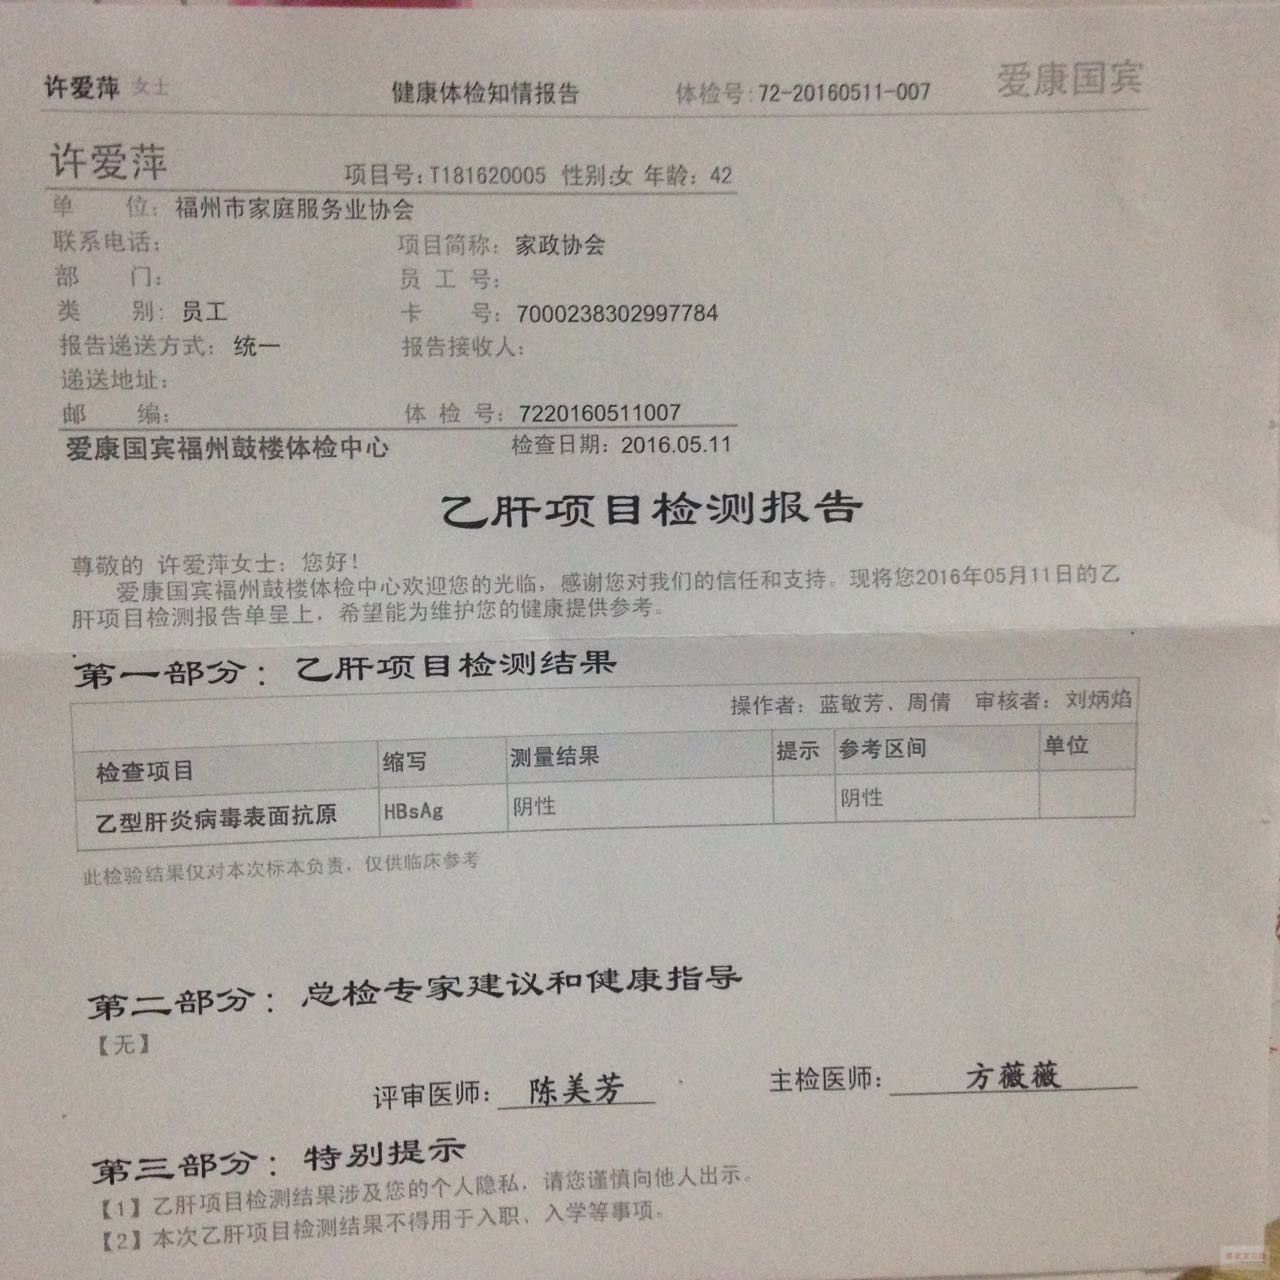 许爱萍 女士 健康体检知情报告 体检号:72-20160511-007 爱康国宾
许爱萍 项目号:T181620005 性别:女 年龄: 42
单 位: 福州市家庭服务业协会
联系电话: 项目简称: 家政协会
部 门: 员 工 号:
类 别: 员工 卡 号: 7000238302997784
报告递送方式: 统一 报告接收人:
递送地址:
邮 编: 体 检 号: 7220160511007
爱康国宾福州鼓楼体检中心 检查日期: 2016.05.11
乙肝项目检测报告
尊敬的 许爱萍女士: 您好!
爱康国宾福州鼓楼体检中心欢迎您的光临，感谢您对我们的信任和支持。现将您2016年05月11日的乙
肝项目检测报告单呈上，希望能为维护您的健康提供参考。
第一部分: 乙肝项目检测结果
操作者: 蓝敏芳、周倩 审核者: 刘炳焰
检查项目 缩写 测量结果 提示 参考区间 单位
乙型肝炎病毒表面抗原 HBsAg 阴性 阴性
此检验结果仅对本次标本负责，仅供临床参考
第二部分: 总检专家建议和健康指导
【无】
评审医师: 陈美芳 主检医师: 方薇薇
第三部分: 特别提示
【1】乙肝项目检测结果涉及您的个人隐私，请您谨慎向他人出示。
【2】本次乙肝项目检测结果不得用于入职、入学等事项。